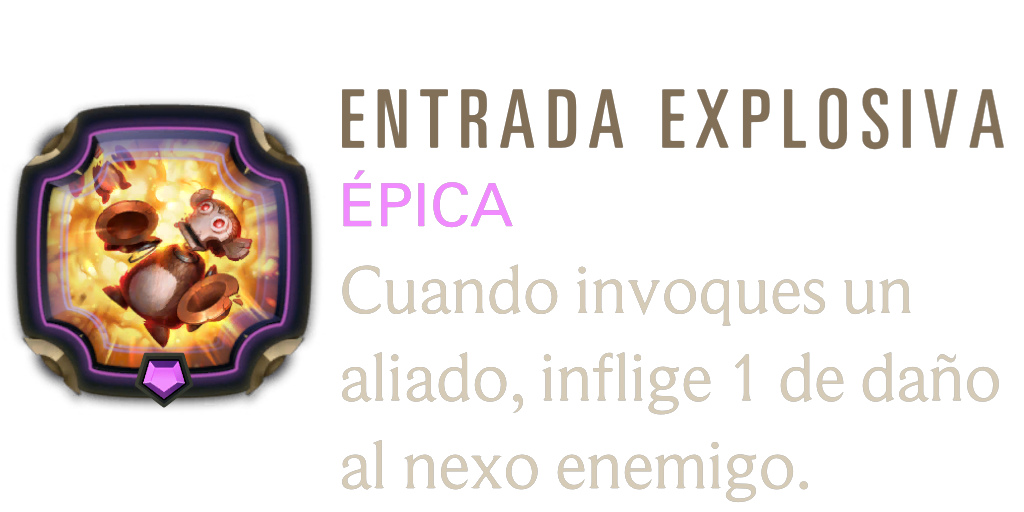 ENTRADA EXPLOSIVA
ÉPICA
Cuando invoques un
aliado, inflige 1 de daño
al nexo enemigo.